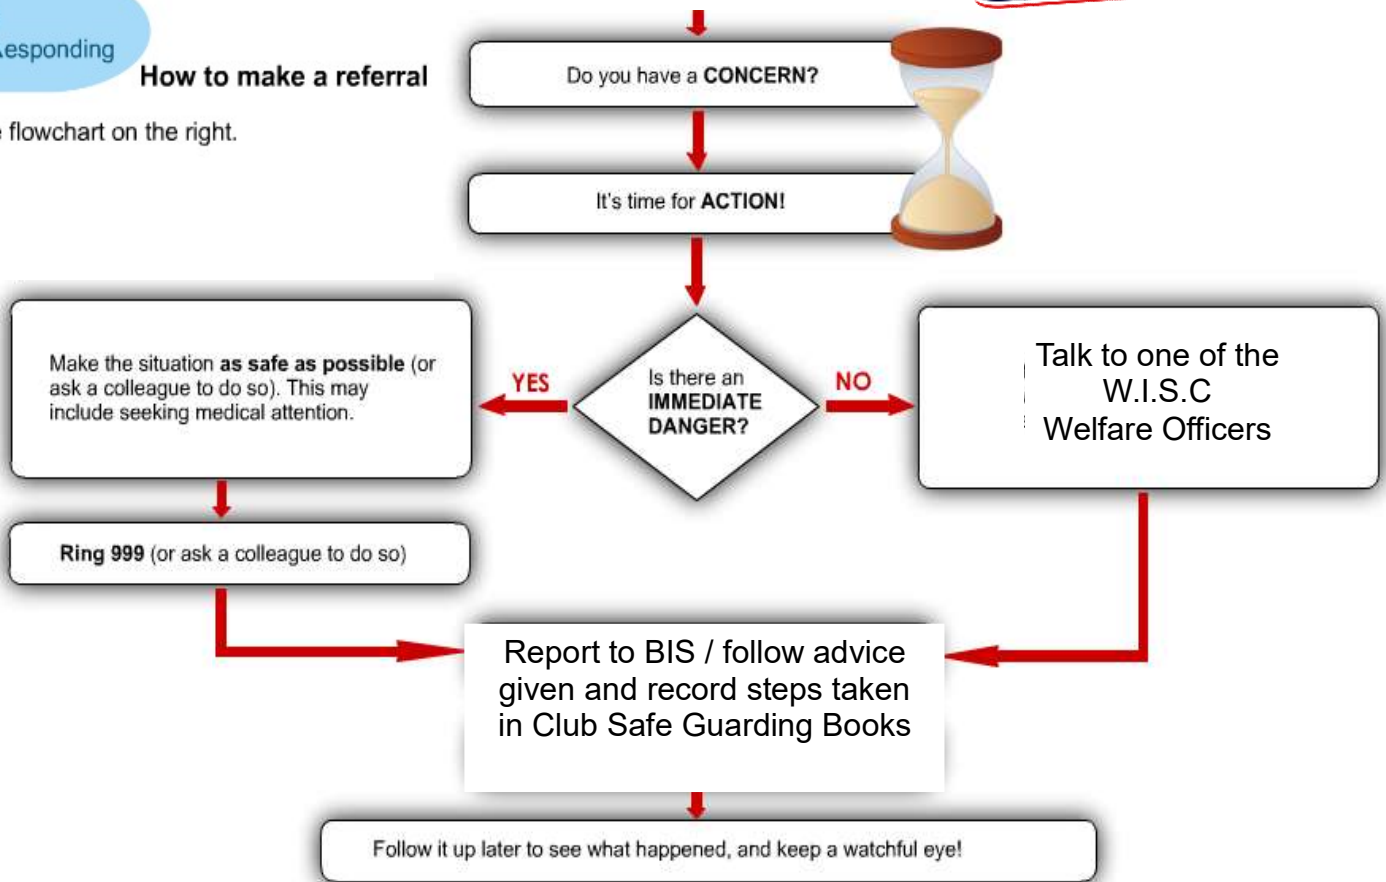 How to make a referral
flowchart on the right.
Do you have a CONCERN?
It's time for ACTION!
Is there an
IMMEDIATE
DANGER?
YES
NO
Make the situation as safe as possible (or
ask a colleague to do so). This may
include seeking medical attention.
Ring 999 (or ask a colleague to do so)
Talk to one of the
W.I.S.C
Welfare Officers
Report to BIS / follow advice
given and record steps taken
in Club Safe Guarding Books
Follow it up later to see what happened, and keep a watchful eye!